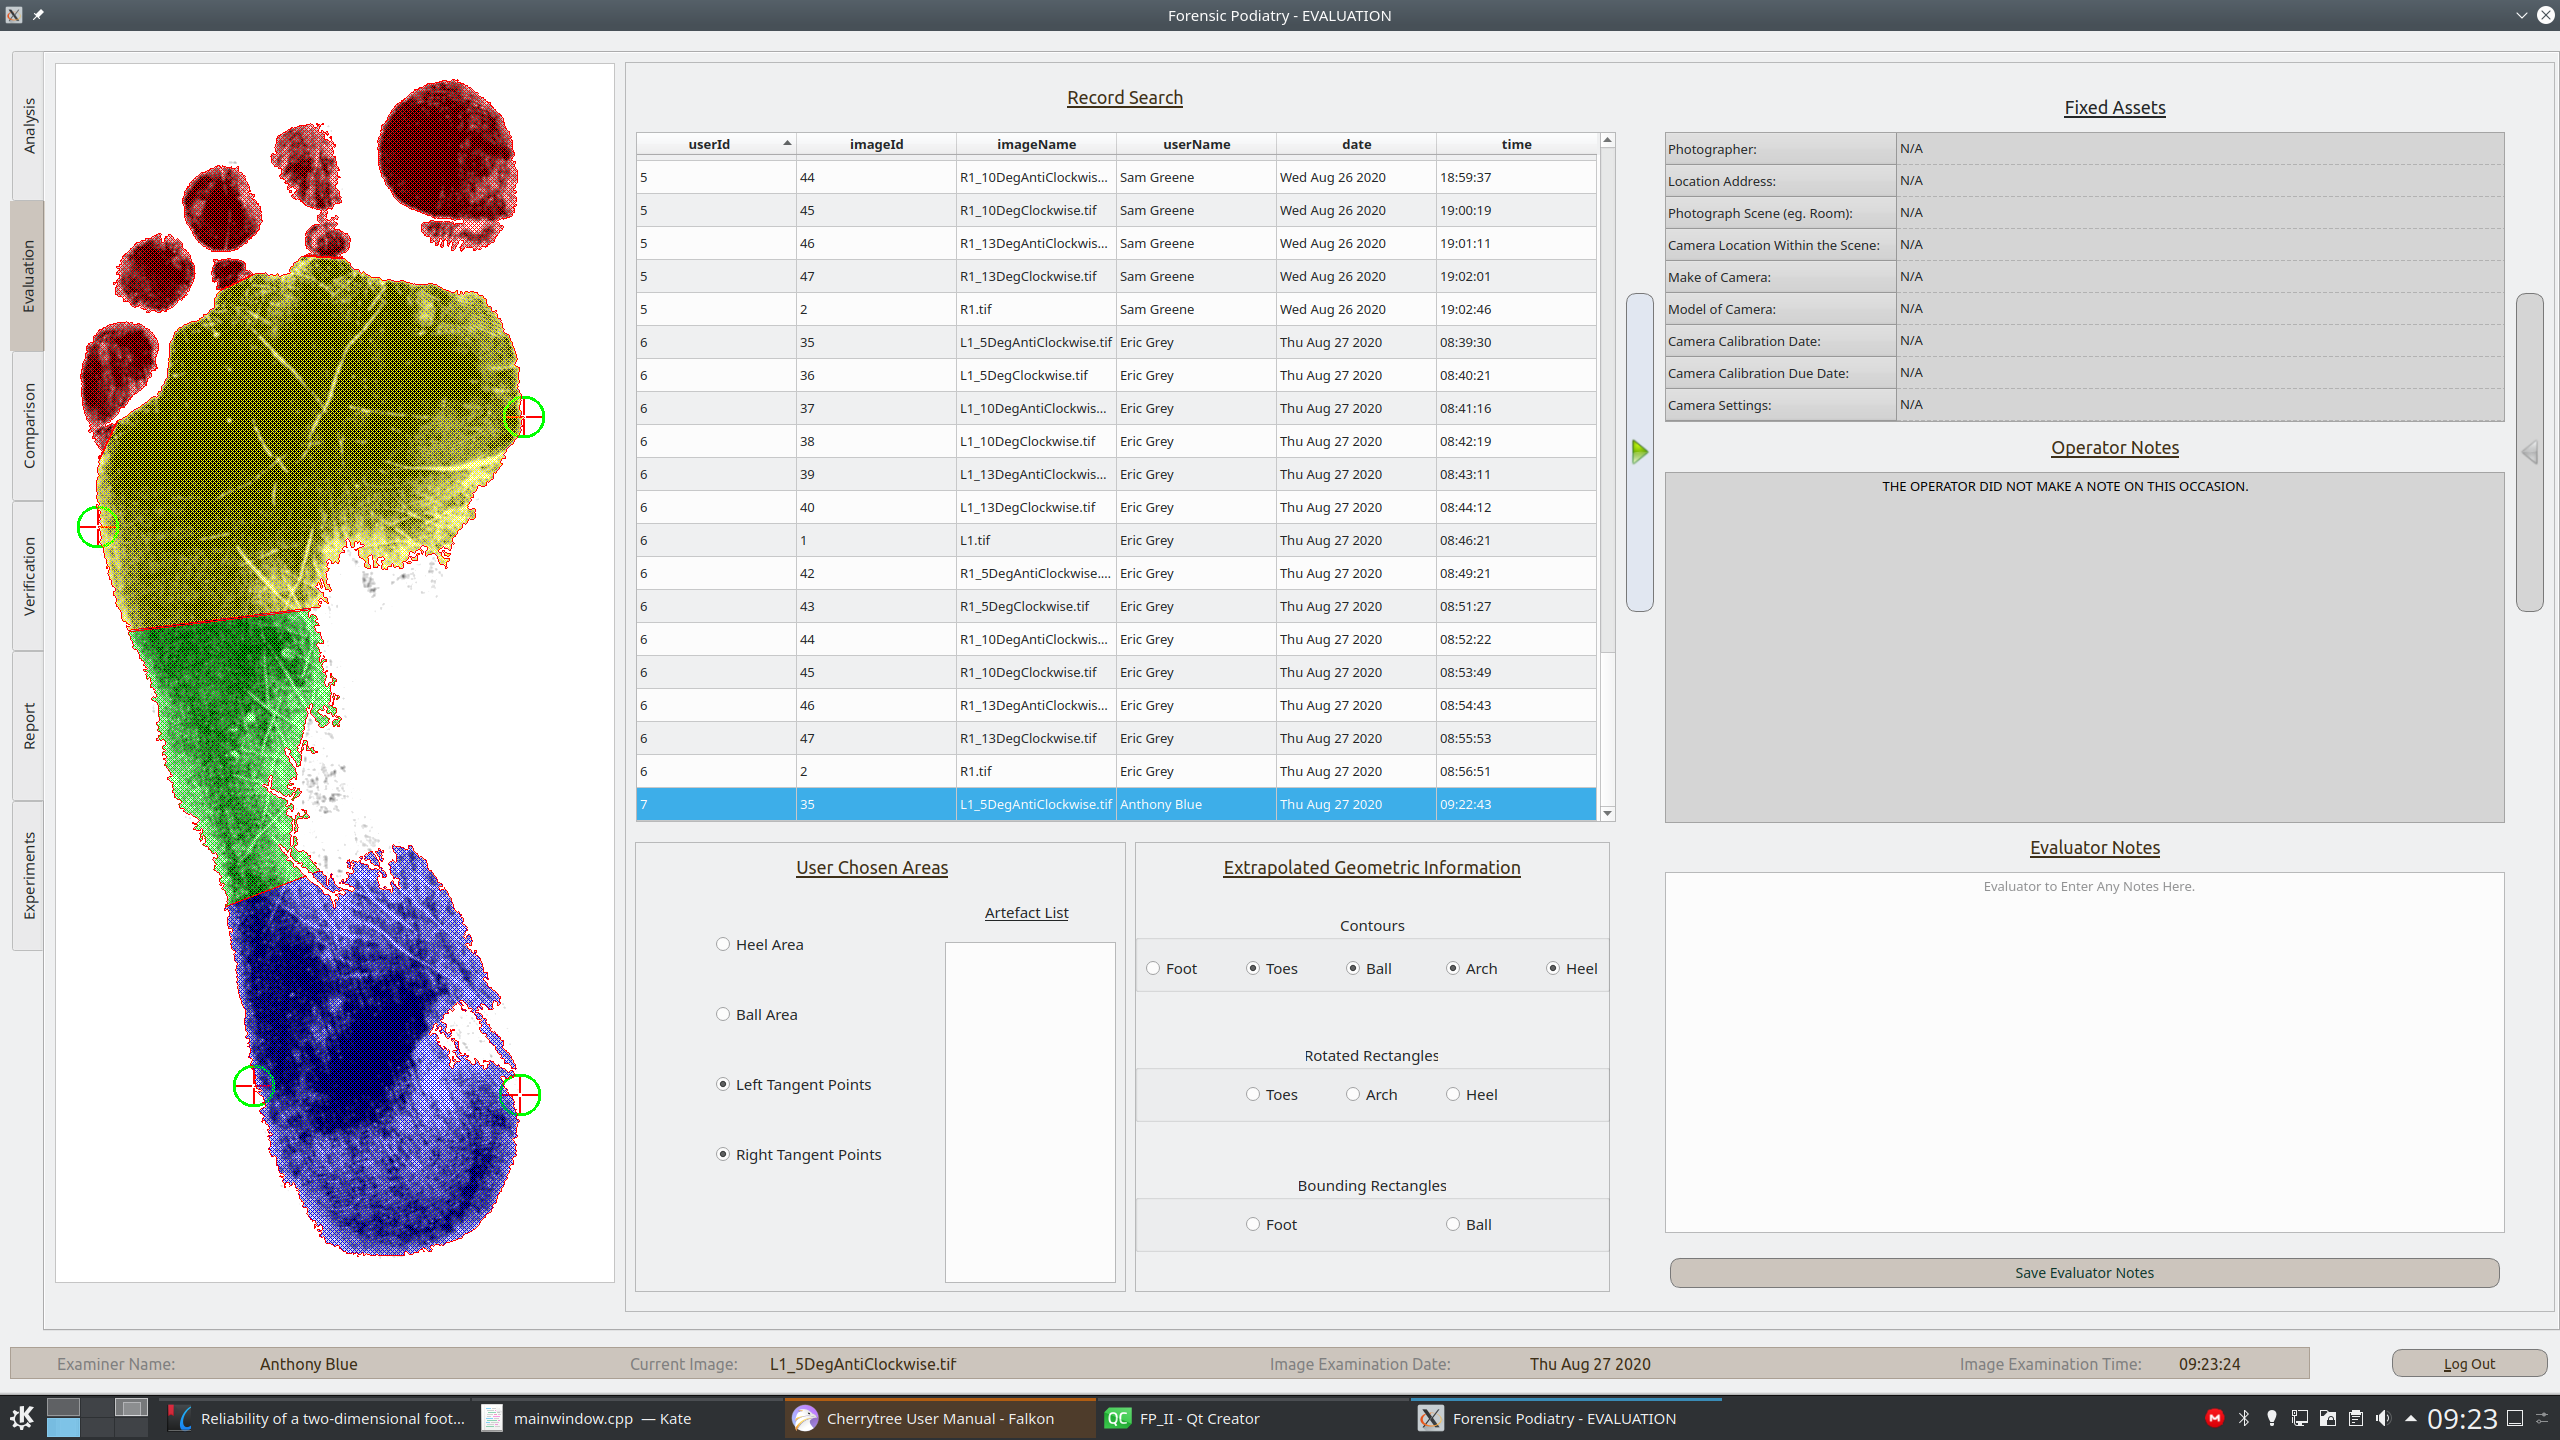 Forensic Podiatry - EVALUATION
Analysis
Evaluation
Comparison
Verification
Report
Experiments
Record Search
userId imageId imageName userName date time
5 44 R1_10DegAntiClockwis... Sam Greene Wed Aug 26 2020 18:59:37
5 45 R1_10DegClockwise.tif Sam Greene Wed Aug 26 2020 19:00:19
5 46 R1_13DegAntiClockwis... Sam Greene Wed Aug 26 2020 19:01:11
5 47 R1_13DegClockwise.tif Sam Greene Wed Aug 26 2020 19:02:01
5 2 R1.tif Sam Greene Wed Aug 26 2020 19:02:46
6 35 L1_5DegAntiClockwise.tif Eric Grey Thu Aug 27 2020 08:39:30
6 36 L1_5DegClockwise.tif Eric Grey Thu Aug 27 2020 08:40:21
6 37 L1_10DegAntiClockwis... Eric Grey Thu Aug 27 2020 08:41:16
6 38 L1_10DegClockwise.tif Eric Grey Thu Aug 27 2020 08:42:19
6 39 L1_13DegAntiClockwis... Eric Grey Thu Aug 27 2020 08:43:11
6 40 L1_13DegClockwise.tif Eric Grey Thu Aug 27 2020 08:44:12
6 1 L1.tif Eric Grey Thu Aug 27 2020 08:46:21
6 42 R1_5DegAntiClockwise.... Eric Grey Thu Aug 27 2020 08:49:21
6 43 R1_5DegClockwise.tif Eric Grey Thu Aug 27 2020 08:51:27
6 44 R1_10DegAntiClockwis... Eric Grey Thu Aug 27 2020 08:52:22
6 45 R1_10DegClockwise.tif Eric Grey Thu Aug 27 2020 08:53:49
6 46 R1_13DegAntiClockwis... Eric Grey Thu Aug 27 2020 08:54:43
6 47 R1_13DegClockwise.tif Eric Grey Thu Aug 27 2020 08:55:53
6 2 R1.tif Eric Grey Thu Aug 27 2020 08:56:51
7 35 L1_5DegAntiClockwise.tif Anthony Blue Thu Aug 27 2020 09:22:43
User Chosen Areas
Artefact List
Heel Area
Ball Area
Left Tangent Points
Right Tangent Points
Extrapolated Geometric Information
Contours
Foot Toes Ball Arch Heel
Rotated Rectangles
Toes Arch Heel
Bounding Rectangles
Foot Ball
Fixed Assets
Photographer: N/A
Location Address: N/A
Photograph Scene (eg. Room): N/A
Camera Location Within the Scene: N/A
Make of Camera: N/A
Model of Camera: N/A
Camera Calibration Date: N/A
Camera Calibration Due Date: N/A
Camera Settings: N/A
Operator Notes
THE OPERATOR DID NOT MAKE A NOTE ON THIS OCCASION.
Evaluator Notes
Evaluator to Enter Any Notes Here.
Save Evaluator Notes
Examiner Name: Anthony Blue Current Image: L1_5DegAntiClockwise.tif Image Examination Date: Thu Aug 27 2020 Image Examination Time: 09:23:24
Log Out
Reliability of a two-dimensional foot... mainwindow.cpp — Kate Cherrytree User Manual - Falkon QC FP_II - Qt Creator Forensic Podiatry - EVALUATION 09:23